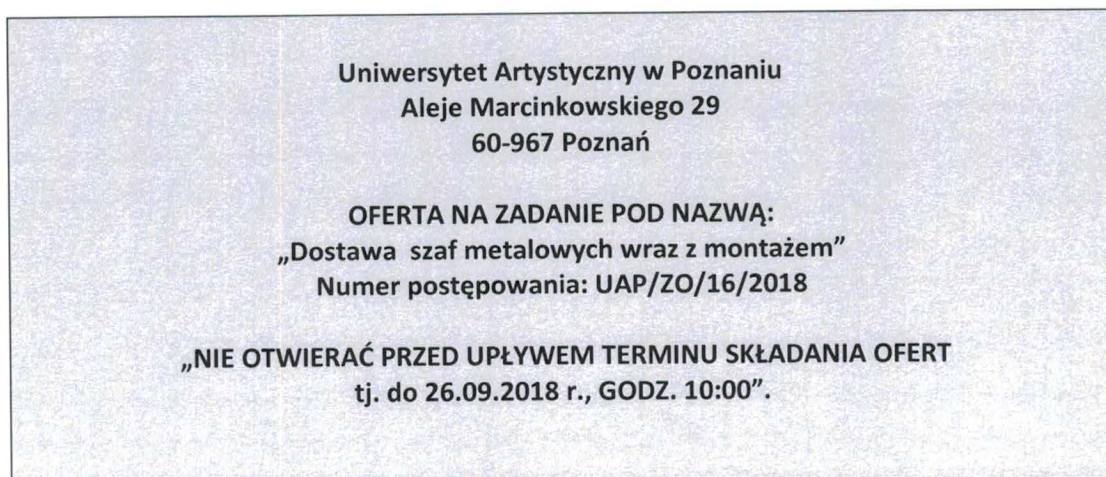 Uniwersytet Artystyczny w Poznaniu
Aleje Marcinkowskiego 29
60-967 Poznań
OFERTA NA ZADANIE POD NAZWĄ:
„Dostawa szaf metalowych wraz z montażem”
Numer postępowania: UAP/ZO/16/2018
„NIE OTWIERAĆ PRZED UPŁYWEM TERMINU SKŁADANIA OFERT
tj. do 26.09.2018 r., GODZ. 10:00”.